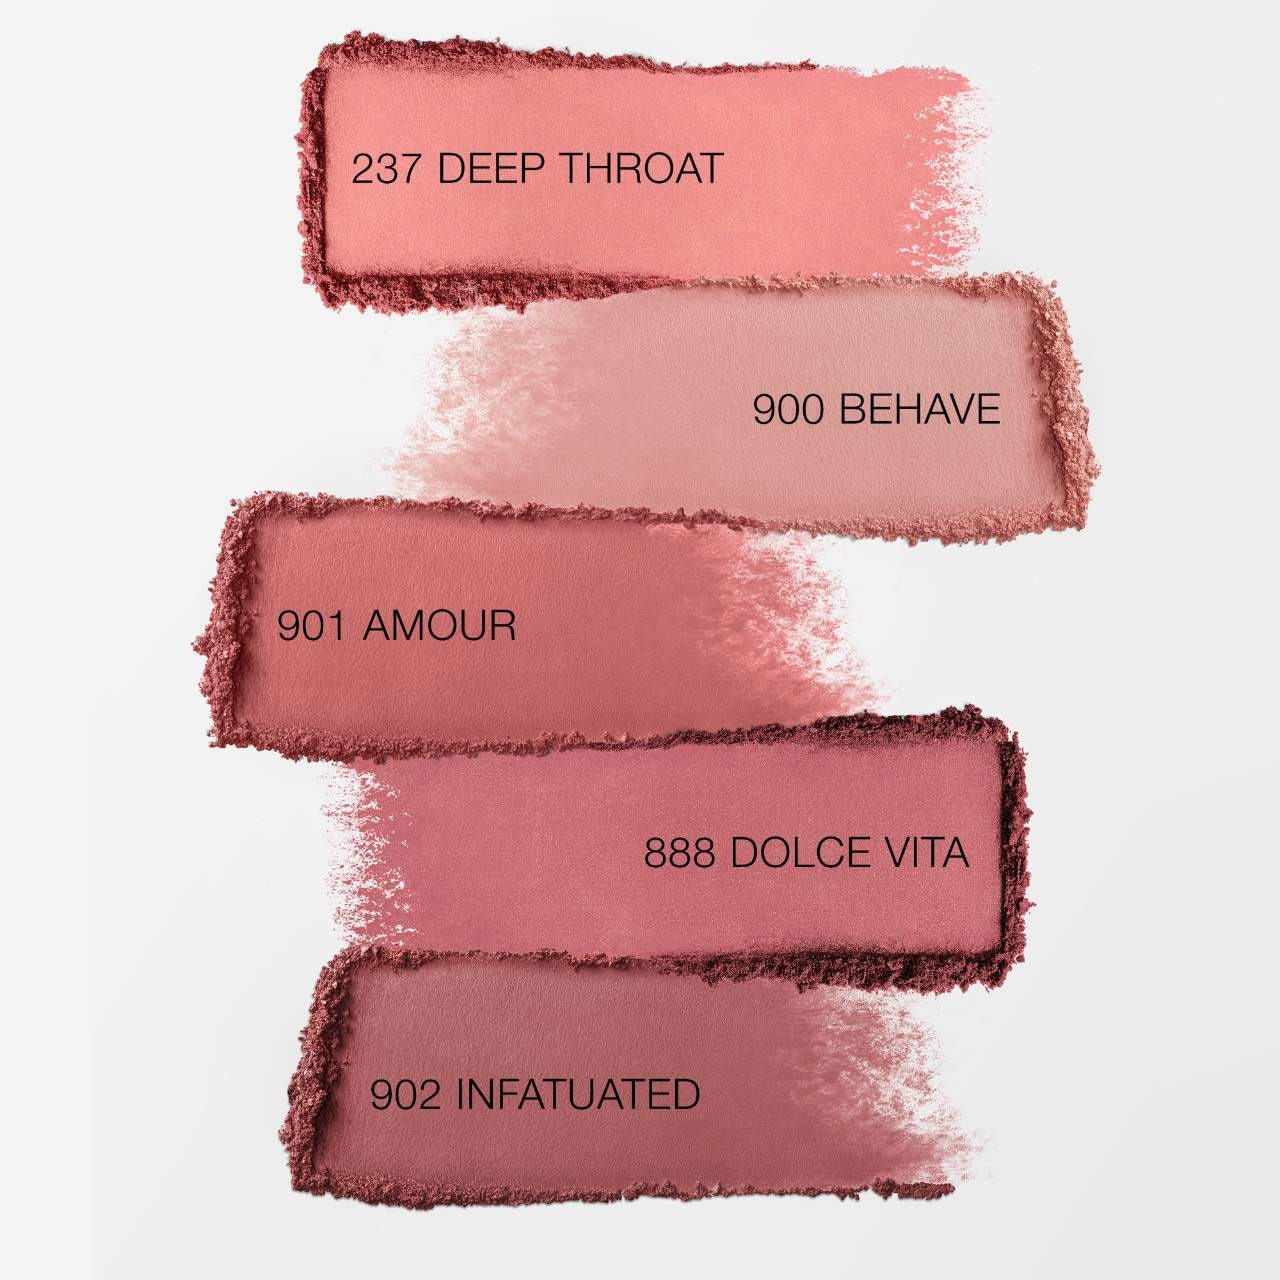 237 DEEP THROAT
900 BEHAVE
901 AMOUR
888 DOLCE VITA
902 INFATUATED